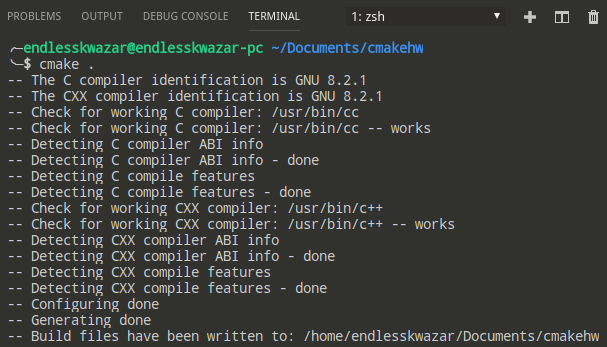 PROBLEMS OUTPUT DEBUG CONSOLE TERMINAL 1: zsh
endlesskwazar@endlesskwazar-pc ~/Documents/cmakehw
$ cmake .
-- The C compiler identification is GNU 8.2.1
-- The CXX compiler identification is GNU 8.2.1
-- Check for working C compiler: /usr/bin/cc
-- Check for working C compiler: /usr/bin/cc -- works
-- Detecting C compiler ABI info
-- Detecting C compiler ABI info - done
-- Detecting C compile features
-- Detecting C compile features - done
-- Check for working CXX compiler: /usr/bin/c++
-- Check for working CXX compiler: /usr/bin/c++ -- works
-- Detecting CXX compiler ABI info
-- Detecting CXX compiler ABI info - done
-- Detecting CXX compile features
-- Detecting CXX compile features - done
-- Configuring done
-- Generating done
-- Build files have been written to: /home/endlesskwazar/Documents/cmakehw